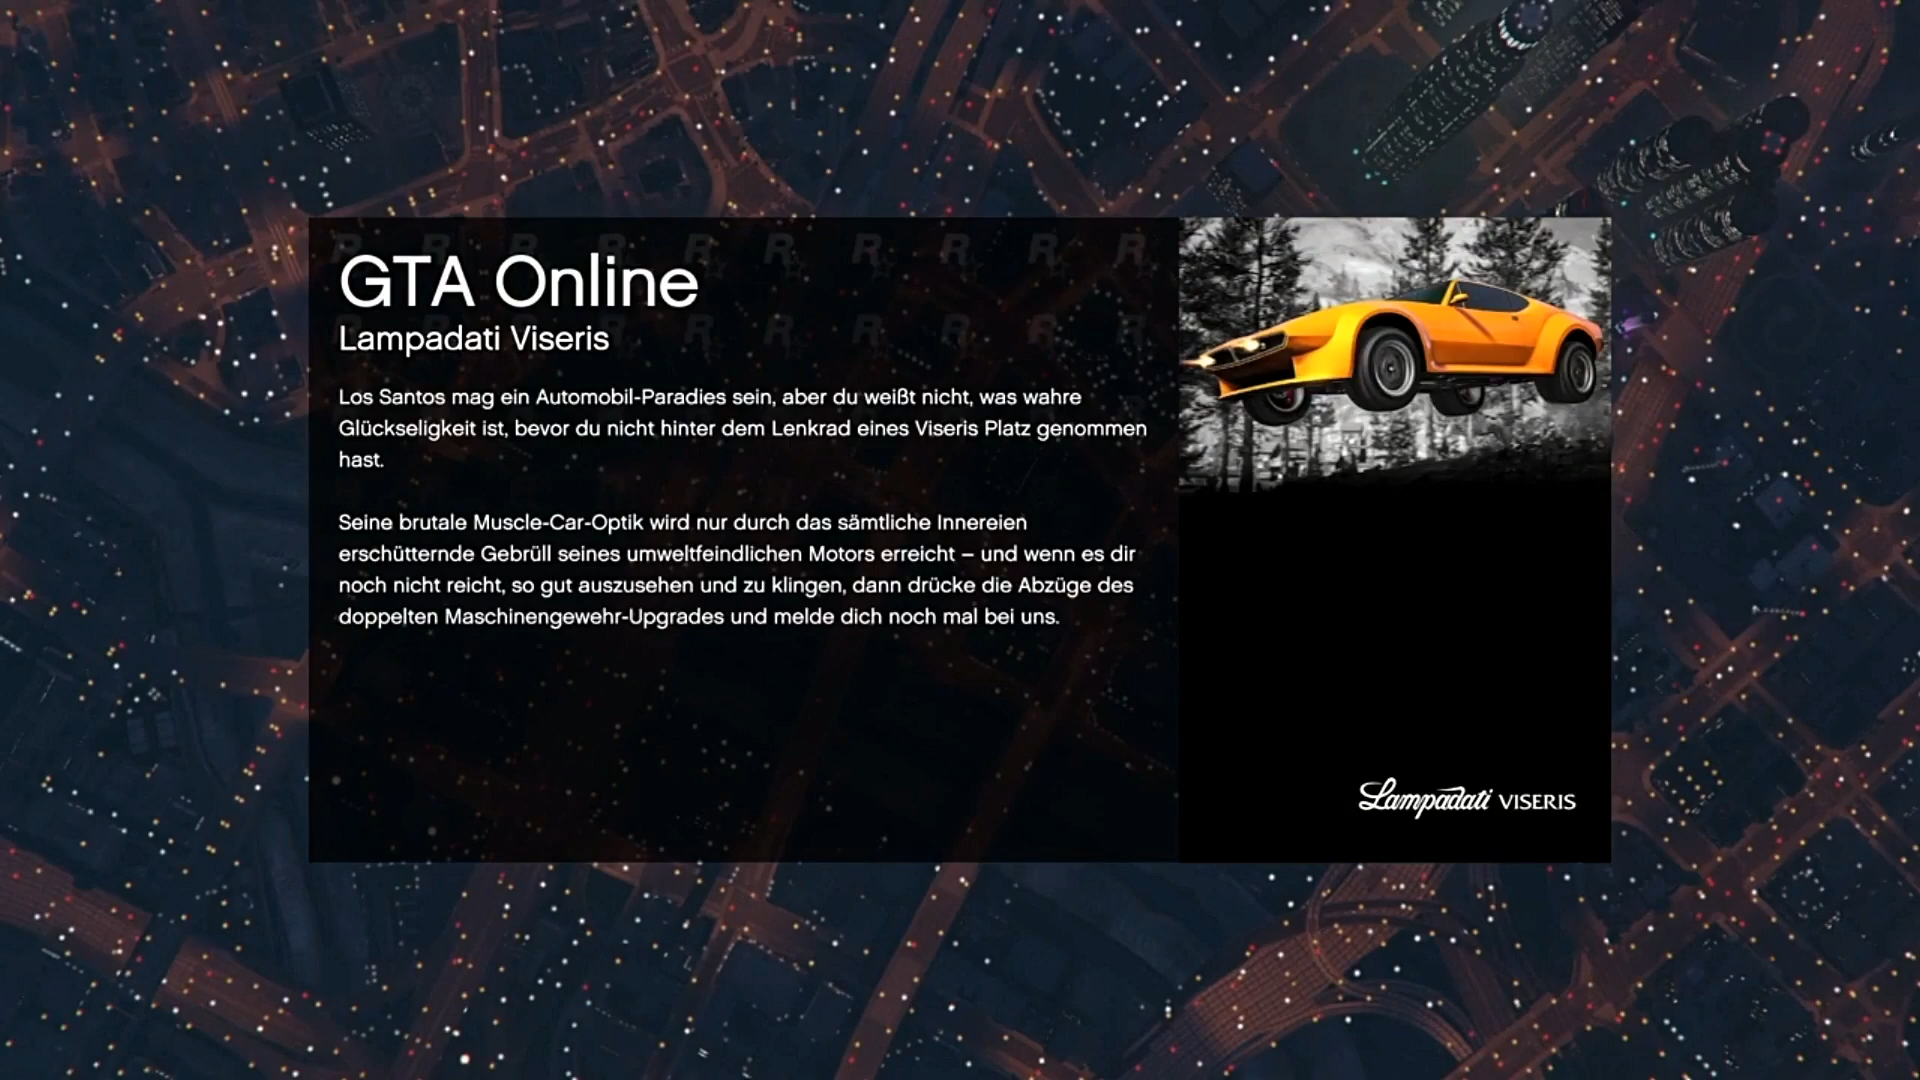 GTA Online
Lampadati Viseris
Los Santos mag ein Automobil-Paradies sein, aber du weißt nicht, was wahre
Glückseligkeit ist, bevor du nicht hinter dem Lenkrad eines Viseris Platz genommen
hast.
Seine brutale Muscle-Car-Optik wird nur durch das sämtliche Innereien
erschütternde Gebrüll seines umweltfeindlichen Motors erreicht – und wenn es dir
noch nicht reicht, so gut auszusehen und zu klingen, dann drücke die Abzüge des
doppelten Maschinengewehr-Upgrades und melde dich noch mal bei uns.
Lampadati VISERIS